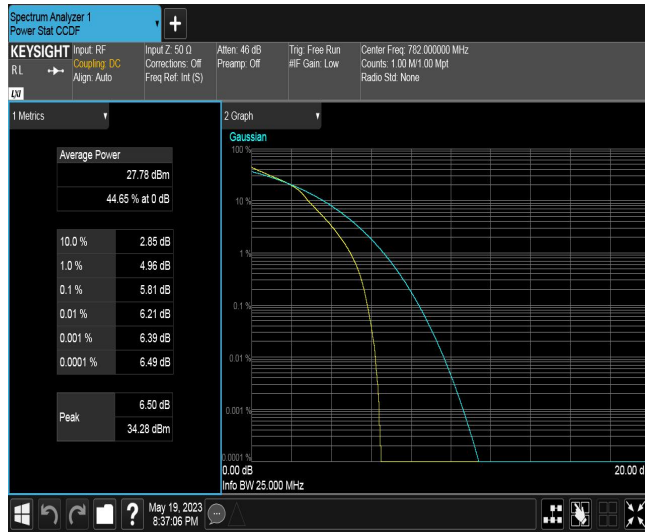 Spectrum Analyzer 1
Power Stat CCDF
KEYSIGHT
RL
LXI
Input: RF
Coupling: DC
Align: Auto
Input Z: 50 Ω
Corrections: Off
Freq Ref: Int (S)
Atten: 46 dB
Preamp: Off
Trig: Free Run
#IF Gain: Low
Center Freq: 782.000000 MHz
Counts: 1.00 M/1.00 Mpt
Radio Std: None
1 Metrics
Average Power
27.78 dBm
44.65 % at 0 dB
10.0 % 2.85 dB
1.0 % 4.96 dB
0.1 % 5.81 dB
0.01 % 6.21 dB
0.001 % 6.39 dB
0.0001 % 6.49 dB
Peak
6.50 dB
34.28 dBm
2 Graph
Gaussian
100 %
10 %
1 %
0.1 %
0.01 %
0.001 %
0.0001 %
0.00 dB
20.00 d
Info BW 25.000 MHz
?
May 19, 2023
8:37:06 PM